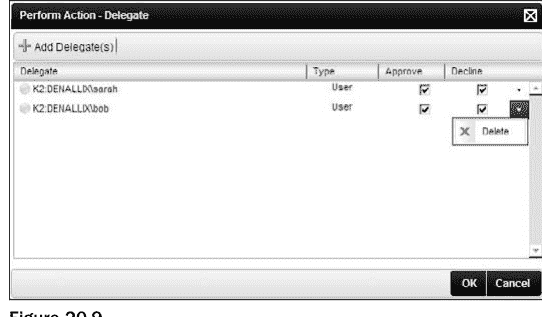 Perform Action - Delegate
Add Delegate(s)
Delegate Type Approve Decline
K2:DENALLIX\sarah User
K2:DENALLIX\bob User
Delete
OK Cancel
Figure 20-9